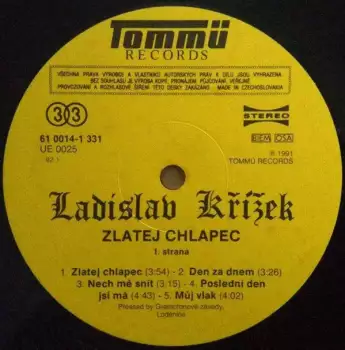 Tommü
RECORDS
VŠECHNA PRÁVA VÝROBCŮ A VLASTNÍKŮ AUTORSKÝCH PRÁV K DÍLU JSOU VYHRAZENA.
BEZ SOUHLASU JE VÝROBA KOPIÍ, PRONÁJEM, PŮJČOVÁNÍ, VEŘEJNÉ
PROVOZOVÁNÍ A ROZHLASOVÉ ŠÍŘENÍ TÉTO DESKY ZAKÁZÁNO. MADE IN CZECHOSLOVAKIA
33
STEREO
61 0014-1 331
UE 0025
BIEM OSA
℗ 1991
TOMMÜ RECORDS
Ladislav Křížek
ZLATEJ CHLAPEC
1. strana
1. Zlatej chlapec (3:54) - 2. Den za dnem (3:26)
3. Nech mě snít (3:15) - 4. Poslední den
jsi má (4:43) - 5. Můj vlak (4:02)
Pressed by Gramofonové závody,
Loděnice